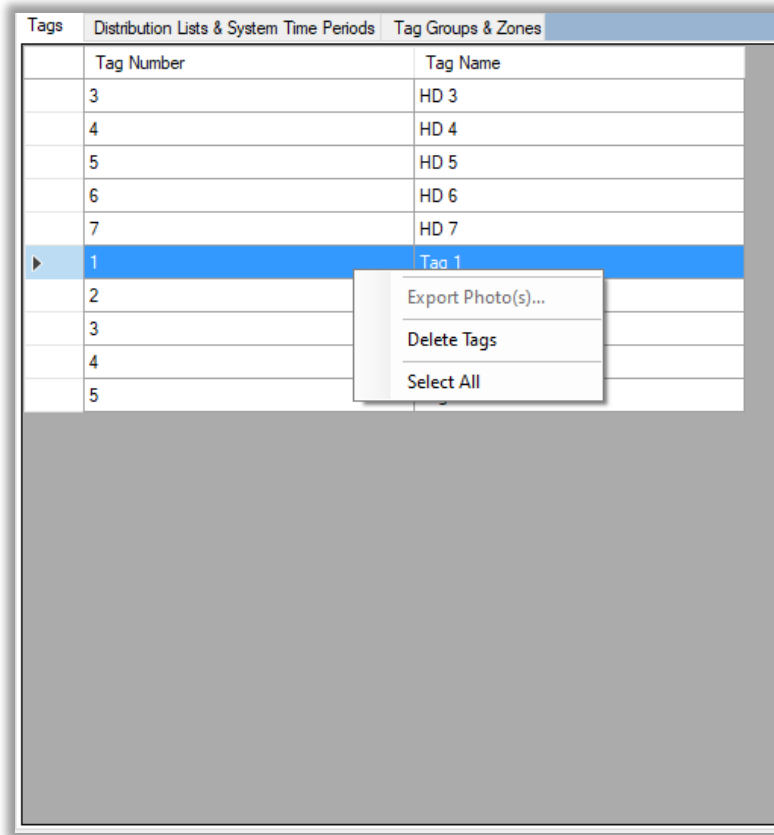 Tags Distribution Lists & System Time Periods Tag Groups & Zones
Tag Number Tag Name
3 HD 3
4 HD 4
5 HD 5
6 HD 6
7 HD 7
1 Tag 1
2
Export Photo(s)...
3
Delete Tags
4
Select All
5